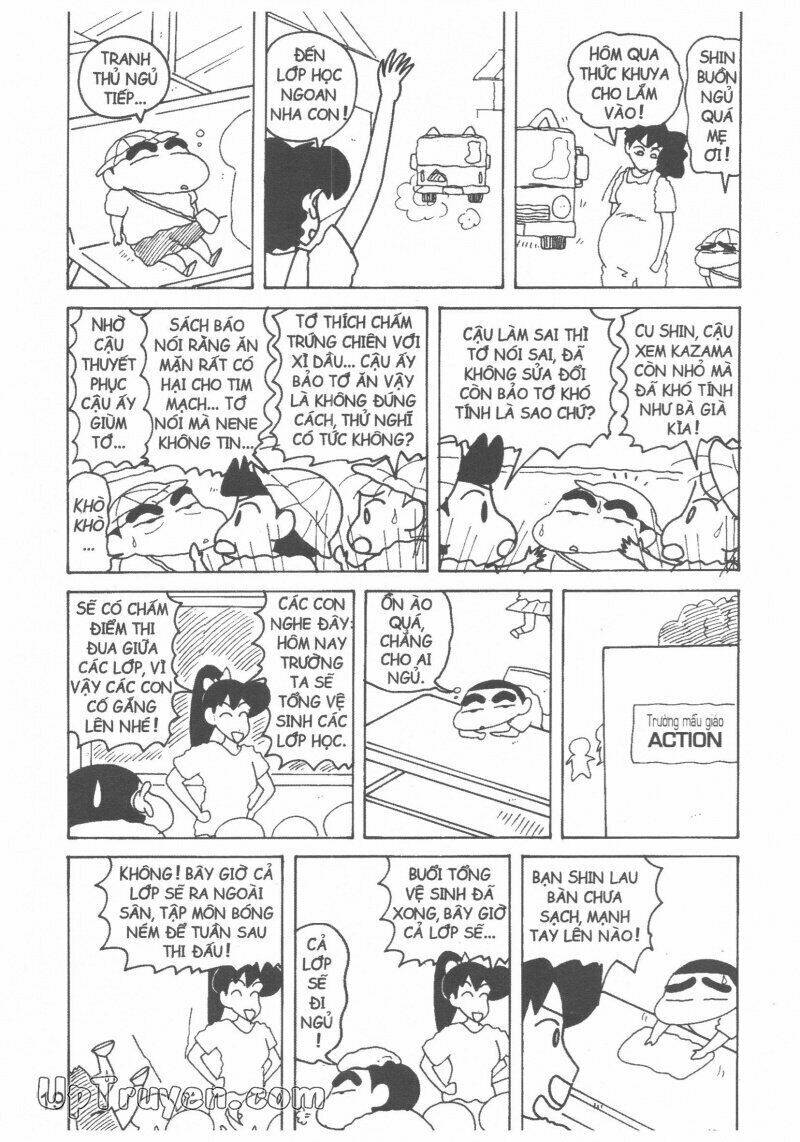 SHIN
BUỒN
NGỦ
QUÁ
MẸ
ƠI!
HÔM QUA
THỨC KHUYA
CHO LẮM
VÀO!
ĐẾN
LỚP HỌC
NGOAN
NHA CON!
TRANH
THỦ NGỦ
TIẾP...
CU SHIN, CẬU
XEM KAZAMA
CÒN NHỎ MÀ
ĐÃ KHÓ TÍNH
NHƯ BÀ GIÀ
KÌA!
CẬU LÀM SAI THÌ
TỚ NÓI SAI, ĐÃ
KHÔNG SỬA ĐỔI
CÒN BẢO TỚ KHÓ
TÍNH LÀ SAO CHỨ?
TỚ THÍCH CHẤM
TRỨNG CHIÊN VỚI
XÌ DẦU... CẬU ẤY
BẢO TỚ ĂN VẬY
LÀ KHÔNG ĐÚNG
CÁCH, THỬ NGHĨ
CÓ TỨC KHÔNG?
SÁCH BÁO
NÓI RẰNG ĂN
MẶN RẤT CÓ
HẠI CHO TIM
MẠCH... TỚ
NÓI MÀ NENE
KHÔNG TIN...
NHỜ
CẬU
THUYẾT
PHỤC
CẬU ẤY
GIÙM
TỚ...
KHÒ
KHÒ
...
Trường mẫu giáo
ACTION
ỒN ÀO
QUÁ,
CHẲNG
CHO AI
NGỦ.
CÁC CON
NGHE ĐÂY:
HÔM NAY
TRƯỜNG
TA SẼ
TỔNG VỆ
SINH CÁC
LỚP HỌC.
SẼ CÓ CHẤM
ĐIỂM THI
ĐUA GIỮA
CÁC LỚP, VÌ
VẬY CÁC CON
CỐ GẮNG
LÊN NHÉ!
BẠN SHIN LAU
BÀN CHƯA
SẠCH, MẠNH
TAY LÊN NÀO!
BUỔI TỔNG
VỆ SINH ĐÃ
XONG, BÂY GIỜ
CẢ LỚP SẼ...
CẢ
LỚP
SẼ
ĐI
NGỦ!
KHÔNG! BÂY GIỜ CẢ
LỚP SẼ RA NGOÀI
SÂN, TẬP MÔN BÓNG
NÉM ĐỂ TUẦN SAU
THI ĐẤU!
UpTruyen.com